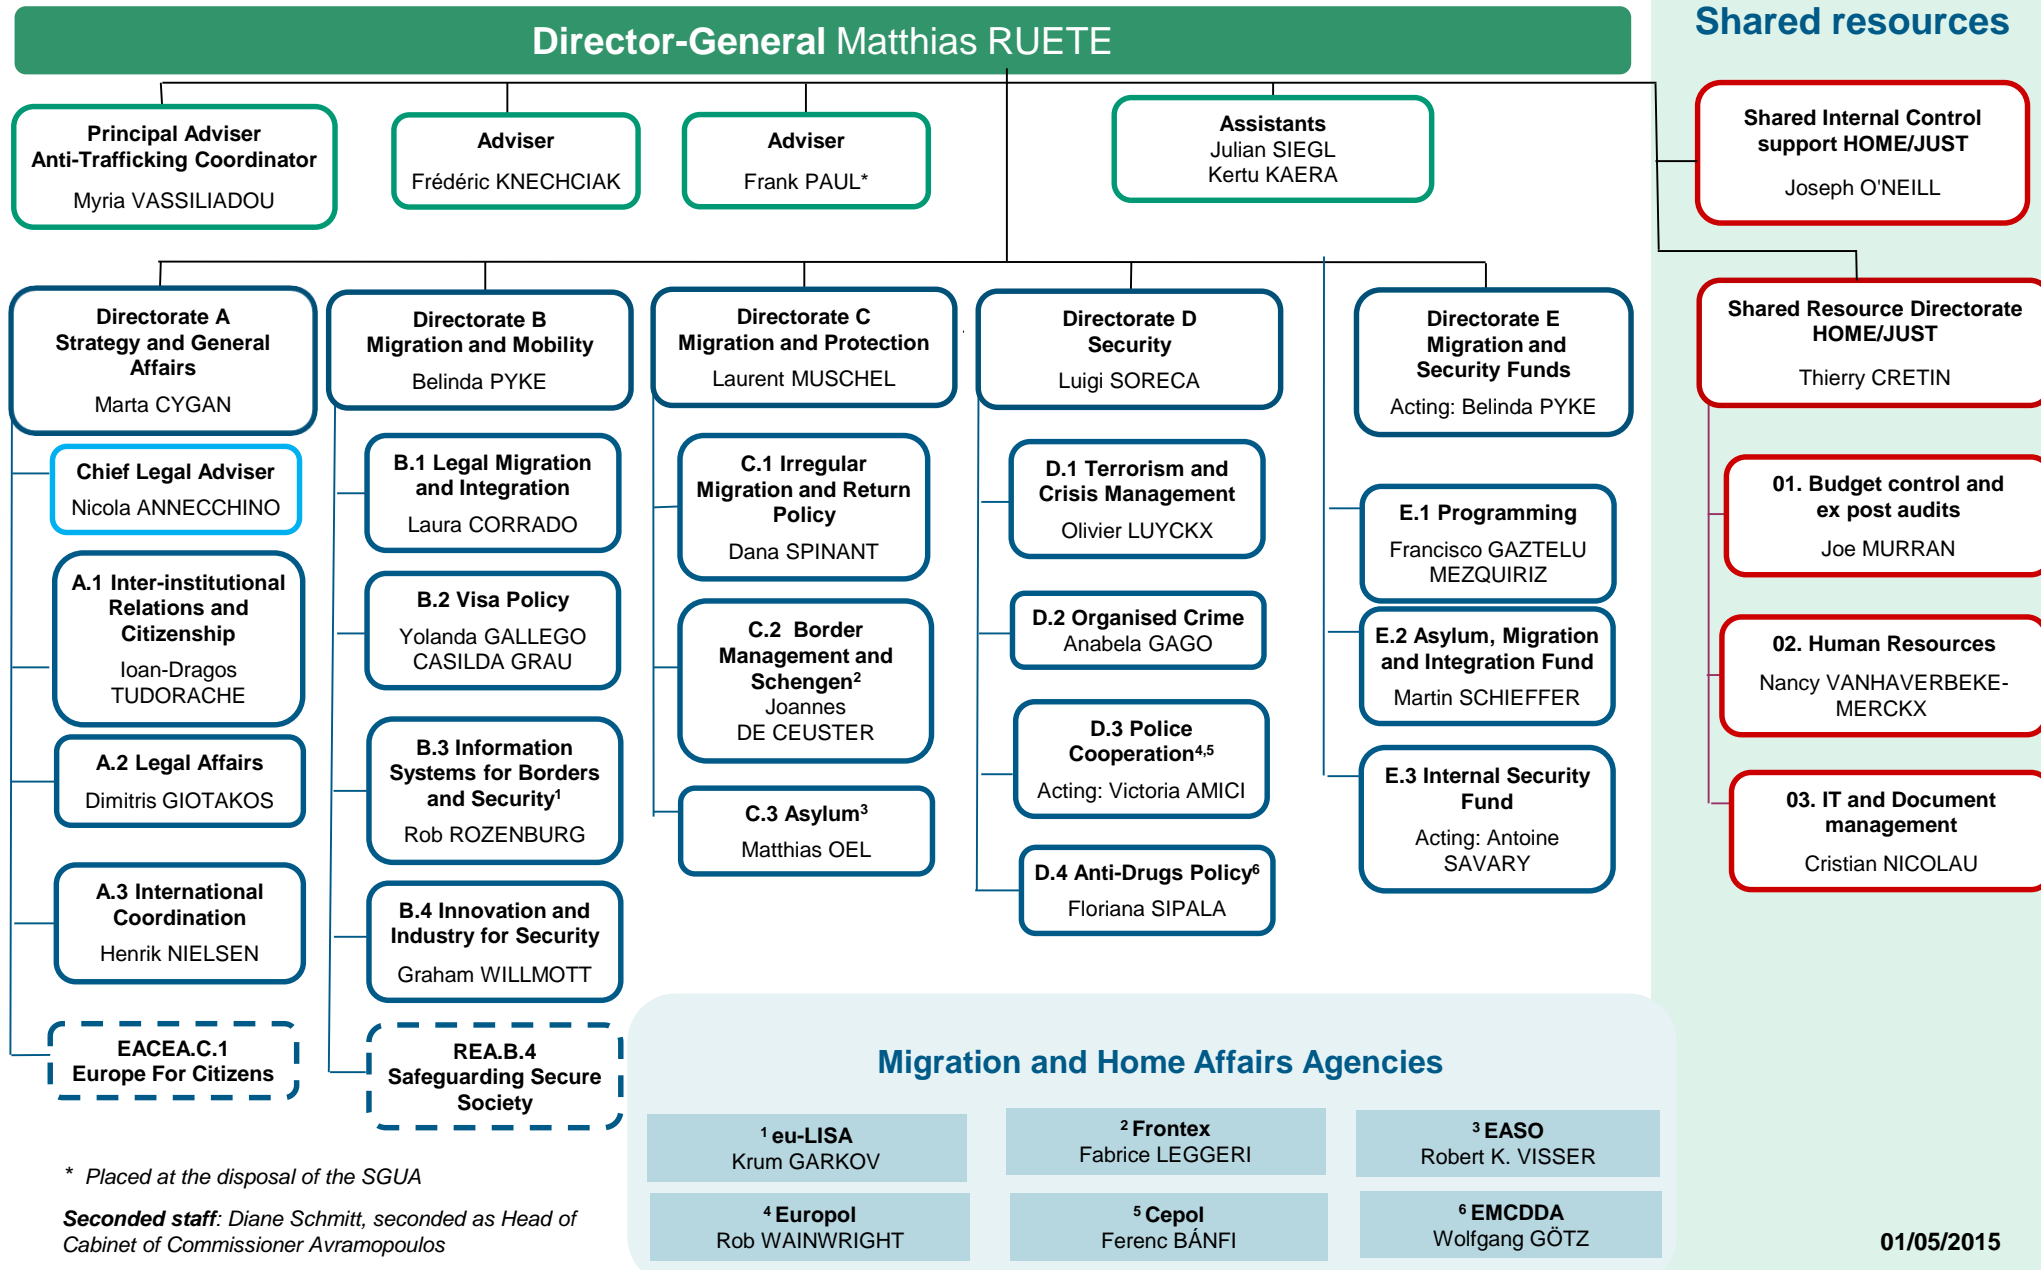 Director-General Matthias RUETE
Shared resources
Principal Adviser
Anti-Trafficking Coordinator
Myria VASSILIADOU
Adviser
Frédéric KNECHCIAK
Adviser
Frank PAUL*
Assistants
Julian SIEGL
Kertu KAERA
Shared Internal Control
support HOME/JUST
Joseph O'NEILL
Directorate A
Strategy and General
Affairs
Marta CYGAN
Chief Legal Adviser
Nicola ANNECCHINO
A.1 Inter-institutional
Relations and
Citizenship
Ioan-Dragos
TUDORACHE
A.2 Legal Affairs
Dimitris GIOTAKOS
A.3 International
Coordination
Henrik NIELSEN
EACEA.C.1
Europe For Citizens
Directorate B
Migration and Mobility
Belinda PYKE
B.1 Legal Migration
and Integration
Laura CORRADO
B.2 Visa Policy
Yolanda GALLEGO
CASILDA GRAU
B.3 Information
Systems for Borders
and Security1
Rob ROZENBURG
B.4 Innovation and
Industry for Security
Graham WILLMOTT
REA.B.4
Safeguarding Secure
Society
Directorate C
Migration and Protection
Laurent MUSCHEL
C.1 Irregular
Migration and Return
Policy
Dana SPINANT
C.2 Border
Management and
Schengen2
Joannes
DE CEUSTER
C.3 Asylum3
Matthias OEL
Directorate D
Security
Luigi SORECA
D.1 Terrorism and
Crisis Management
Olivier LUYCKX
D.2 Organised Crime
Anabela GAGO
D.3 Police
Cooperation4,5
Acting: Victoria AMICI
D.4 Anti-Drugs Policy6
Floriana SIPALA
Directorate E
Migration and
Security Funds
Acting: Belinda PYKE
E.1 Programming
Francisco GAZTELU
MEZQUIRIZ
E.2 Asylum, Migration
and Integration Fund
Martin SCHIEFFER
E.3 Internal Security
Fund
Acting: Antoine
SAVARY
Shared Resource Directorate
HOME/JUST
Thierry CRETIN
01. Budget control and
ex post audits
Joe MURRAN
02. Human Resources
Nancy VANHAVERBEKE-
MERCKX
03. IT and Document
management
Cristian NICOLAU
Migration and Home Affairs Agencies
1 eu-LISA
Krum GARKOV
2 Frontex
Fabrice LEGGERI
3 EASO
Robert K. VISSER
4 Europol
Rob WAINWRIGHT
5 Cepol
Ferenc BÁNFI
6 EMCDDA
Wolfgang GÖTZ
* Placed at the disposal of the SGUA
Seconded staff: Diane Schmitt, seconded as Head of
Cabinet of Commissioner Avramopoulos
01/05/2015